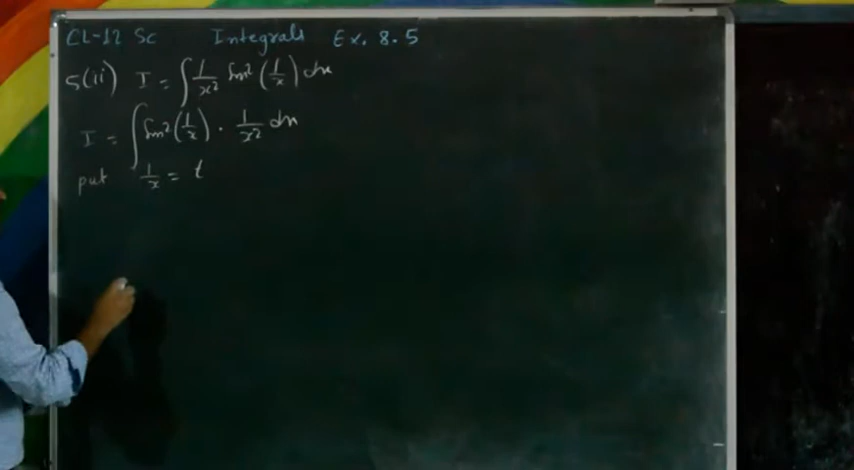 CL-12 Sc Integrals Ex. 8.5
5(ii) I = ∫ 1/x² Sin² (1/x) dx
I = ∫ Sin² (1/x) · 1/x² dx
put 1/x = t